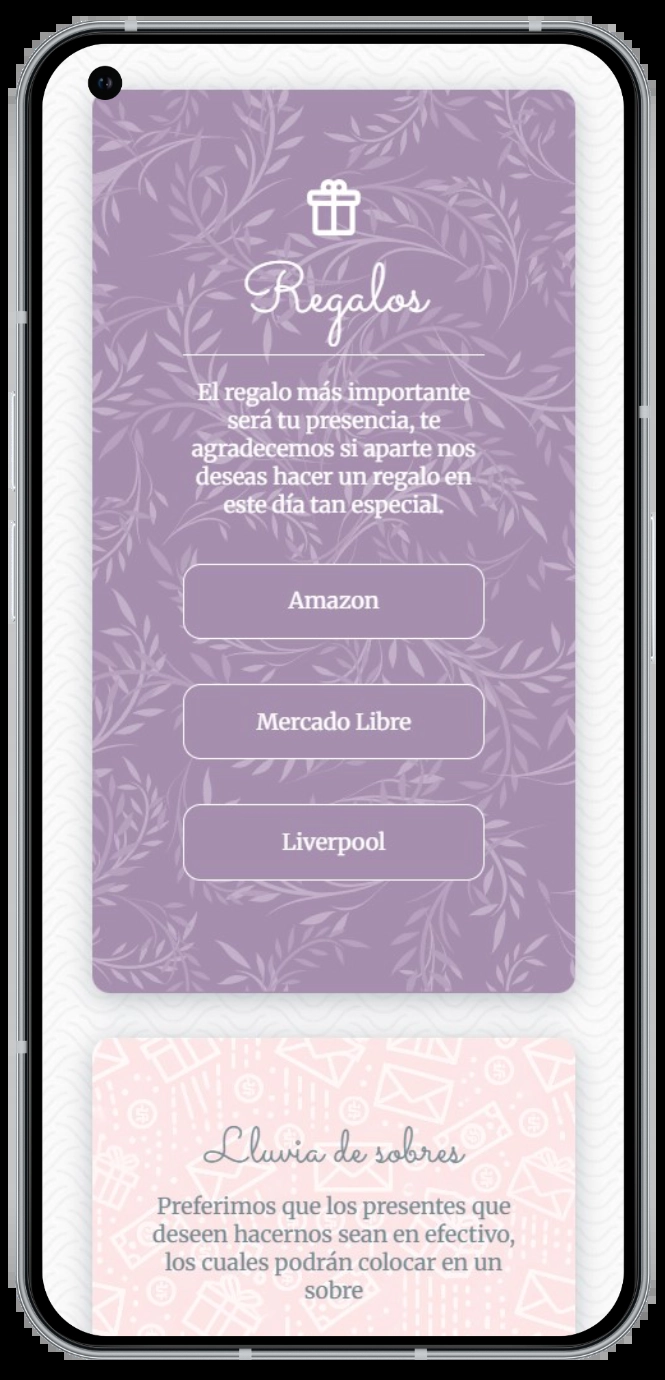 Regalos
El regalo más importante
será tu presencia, te
agradecemos si aparte nos
deseas hacer un regalo en
este día tan especial.
Amazon
Mercado Libre
Liverpool
Lluvia de sobres
Preferimos que los presentes que
deseen hacernos sean en efectivo,
los cuales podrán colocar en un
sobre